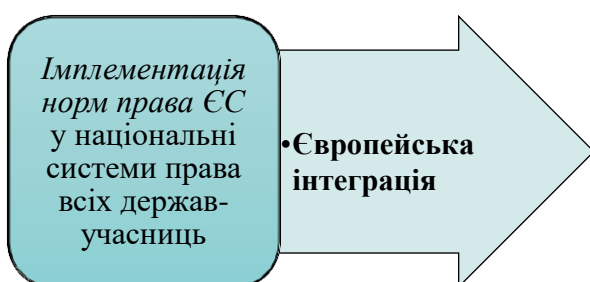 Імплементація
норм права ЄС
у національні
системи права
всіх держав-
учасниць
•Європейська
інтеграція